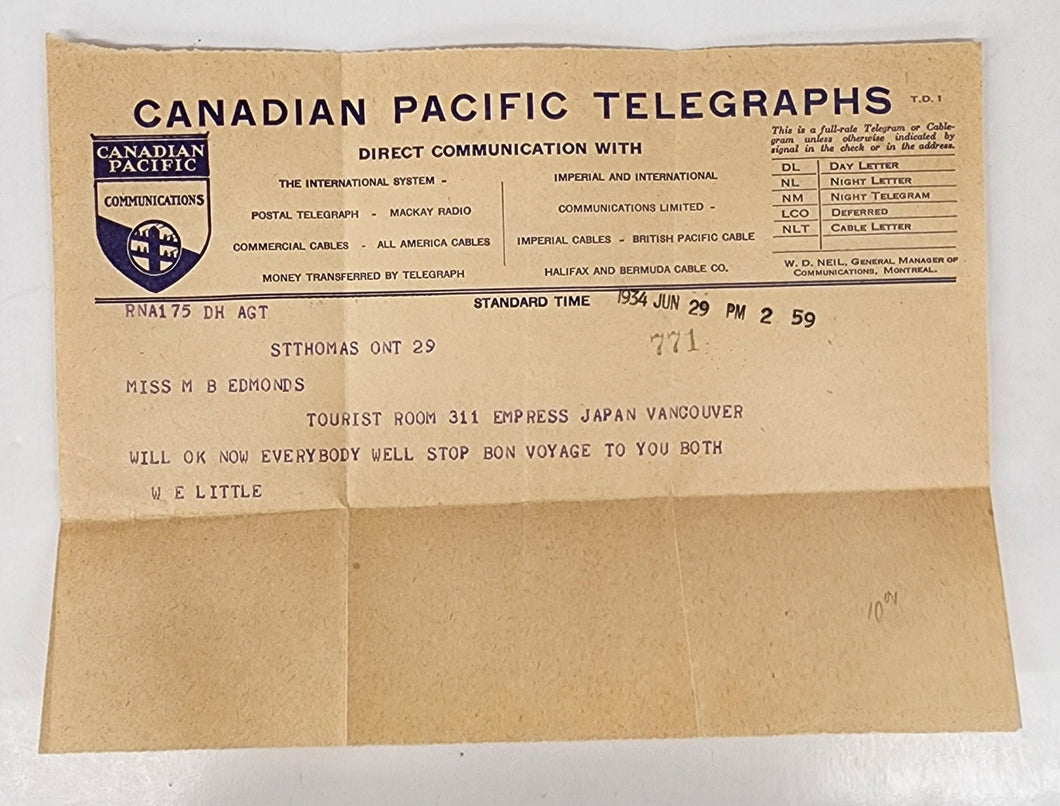 CANADIAN PACIFIC TELEGRAPHS
T.D. 1
CANADIAN
PACIFIC
COMMUNICATIONS
DIRECT COMMUNICATION WITH
THE INTERNATIONAL SYSTEM -
POSTAL TELEGRAPH - MACKAY RADIO
COMMERCIAL CABLES - ALL AMERICA CABLES
MONEY TRANSFERRED BY TELEGRAPH
IMPERIAL AND INTERNATIONAL
COMMUNICATIONS LIMITED -
IMPERIAL CABLES - BRITISH PACIFIC CABLE
HALIFAX AND BERMUDA CABLE CO.
This is a full-rate Telegram or Cable-
gram unless otherwise indicated by
signal in the check or in the address.
DL DAY LETTER
NL NIGHT LETTER
NM NIGHT TELEGRAM
LCO DEFERRED
NLT CABLE LETTER
W. D. NEIL, GENERAL MANAGER OF
COMMUNICATIONS, MONTREAL.
STANDARD TIME 1934 JUN 29 PM 2 59
RNA175 DH AGT
771
STTHOMAS ONT 29
MISS M B EDMONDS
TOURIST ROOM 311 EMPRESS JAPAN VANCOUVER
WILL OK NOW EVERYBODY WELL STOP BON VOYAGE TO YOU BOTH
W E LITTLE